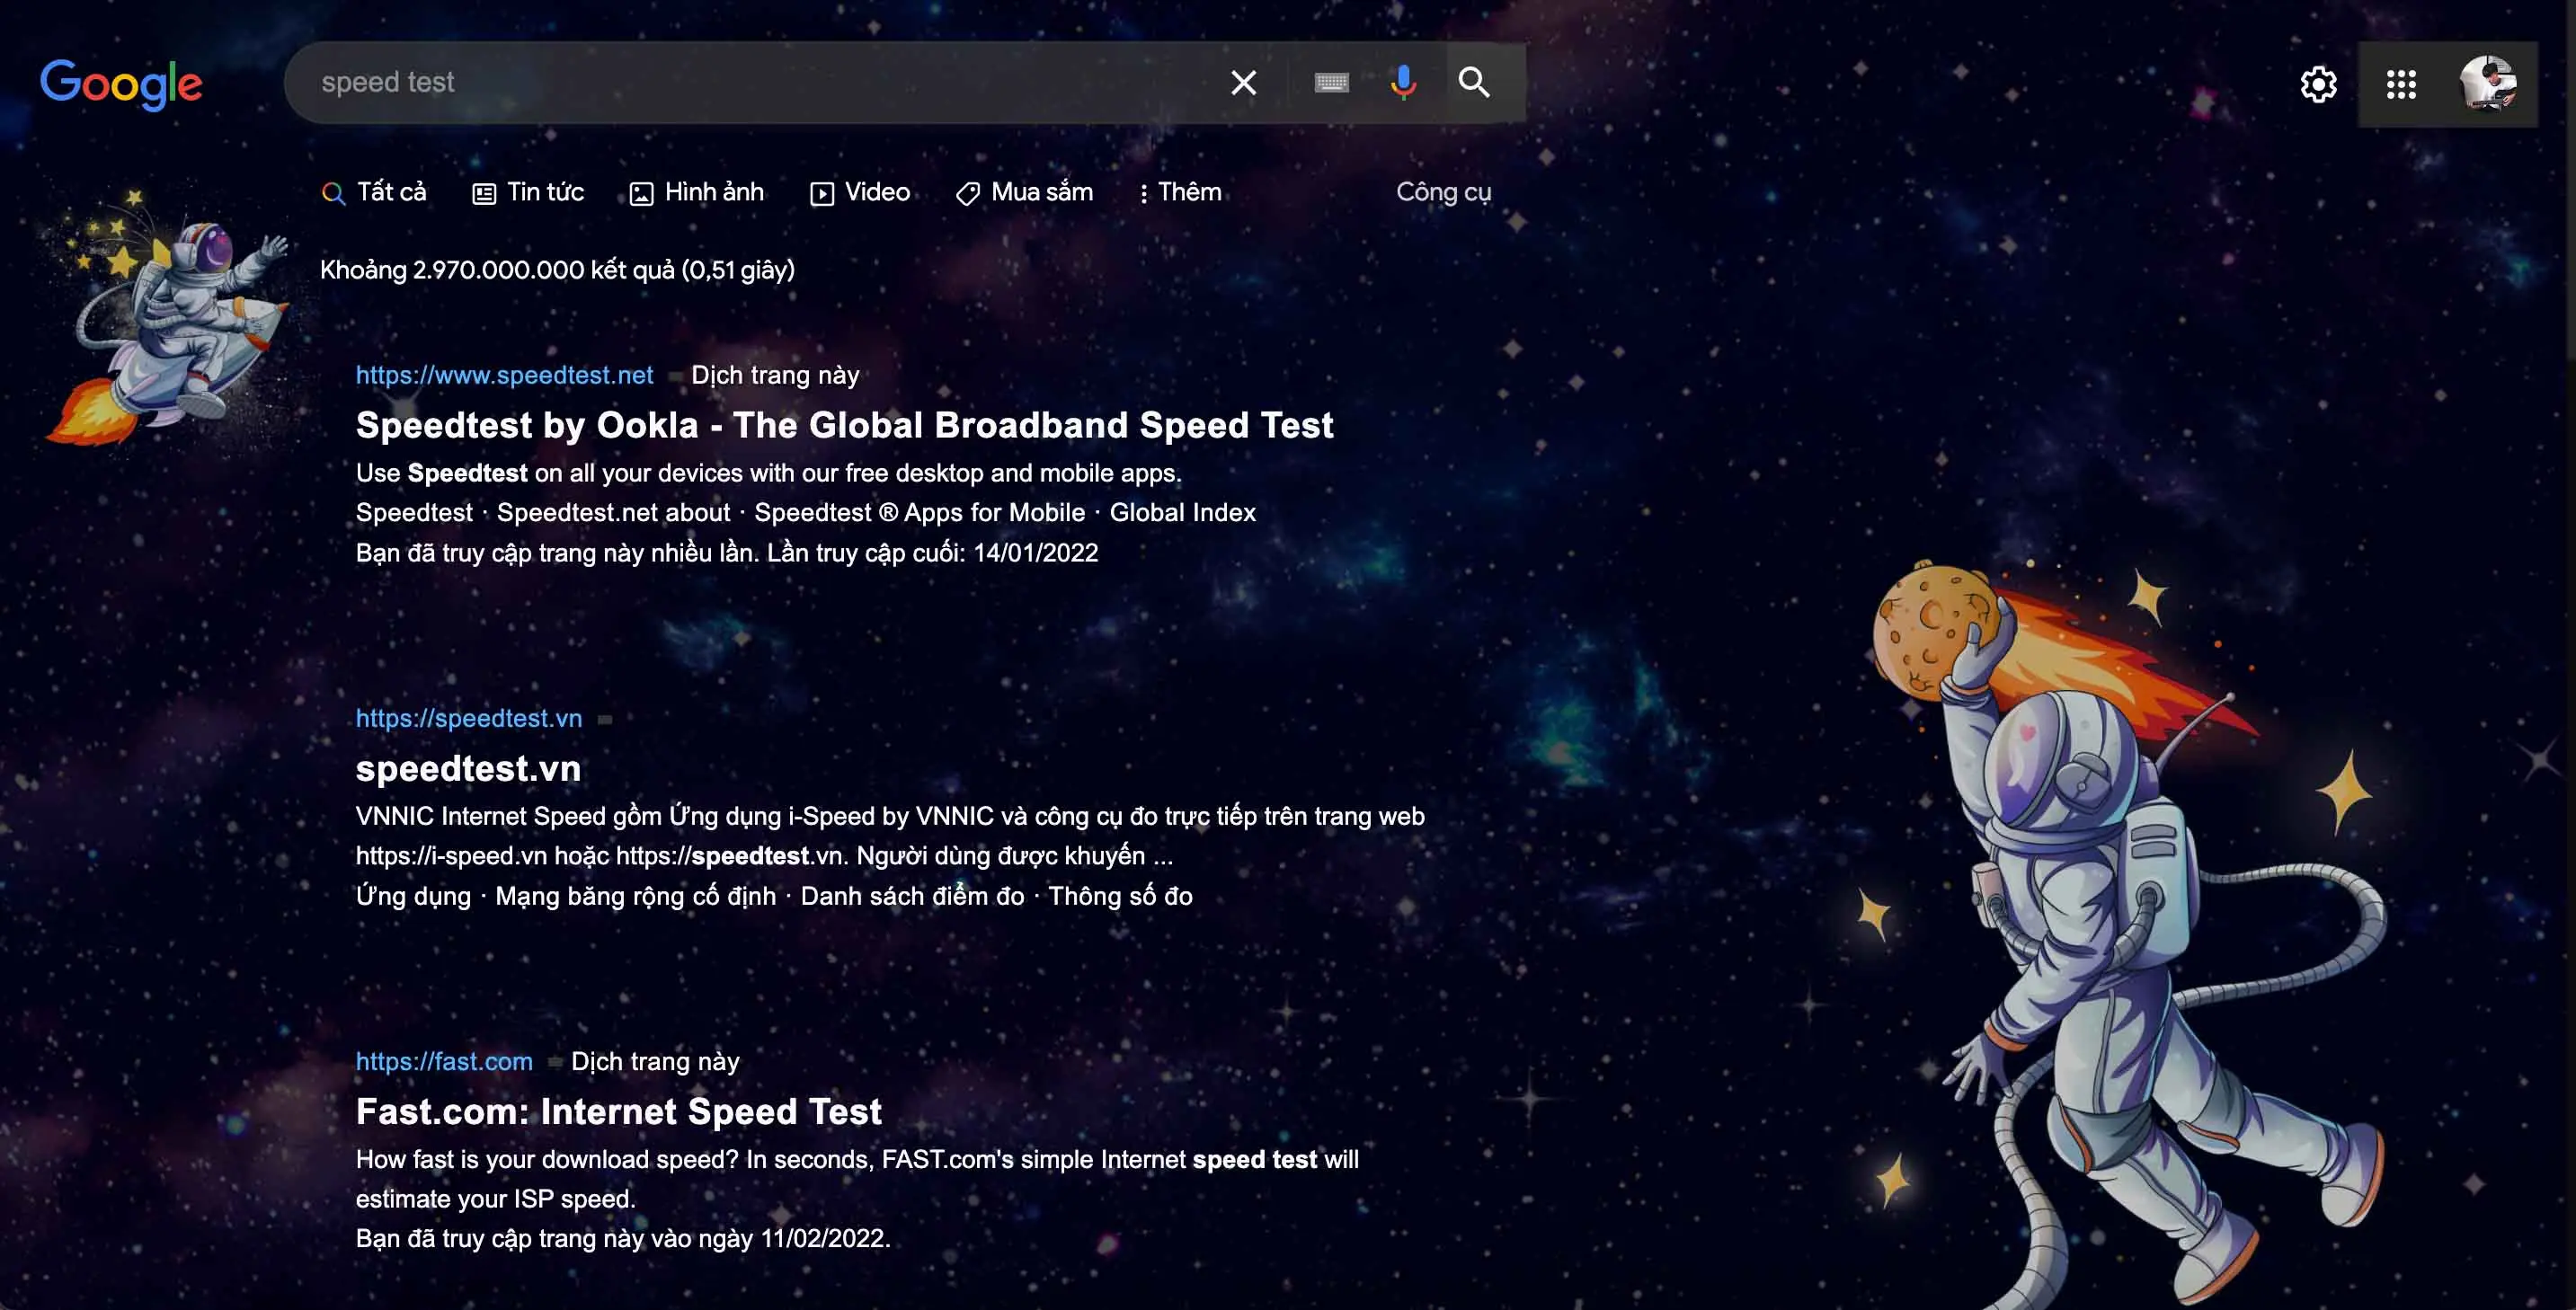 Google
speed test
Tất cả
Tin tức
Hình ảnh
Video
Mua sắm
Thêm
Công cụ
Khoảng 2.970.000.000 kết quả (0,51 giây)
https://www.speedtest.net Dịch trang này
Speedtest by Ookla - The Global Broadband Speed Test
Use Speedtest on all your devices with our free desktop and mobile apps.
Speedtest · Speedtest.net about · Speedtest ® Apps for Mobile · Global Index
Bạn đã truy cập trang này nhiều lần. Lần truy cập cuối: 14/01/2022
https://speedtest.vn
speedtest.vn
VNNIC Internet Speed gồm Ứng dụng i-Speed by VNNIC và công cụ đo trực tiếp trên trang web
https://i-speed.vn hoặc https://speedtest.vn. Người dùng được khuyến ...
Ứng dụng · Mạng băng rộng cố định · Danh sách điểm đo · Thông số đo
https://fast.com Dịch trang này
Fast.com: Internet Speed Test
How fast is your download speed? In seconds, FAST.com's simple Internet speed test will
estimate your ISP speed.
Bạn đã truy cập trang này vào ngày 11/02/2022.